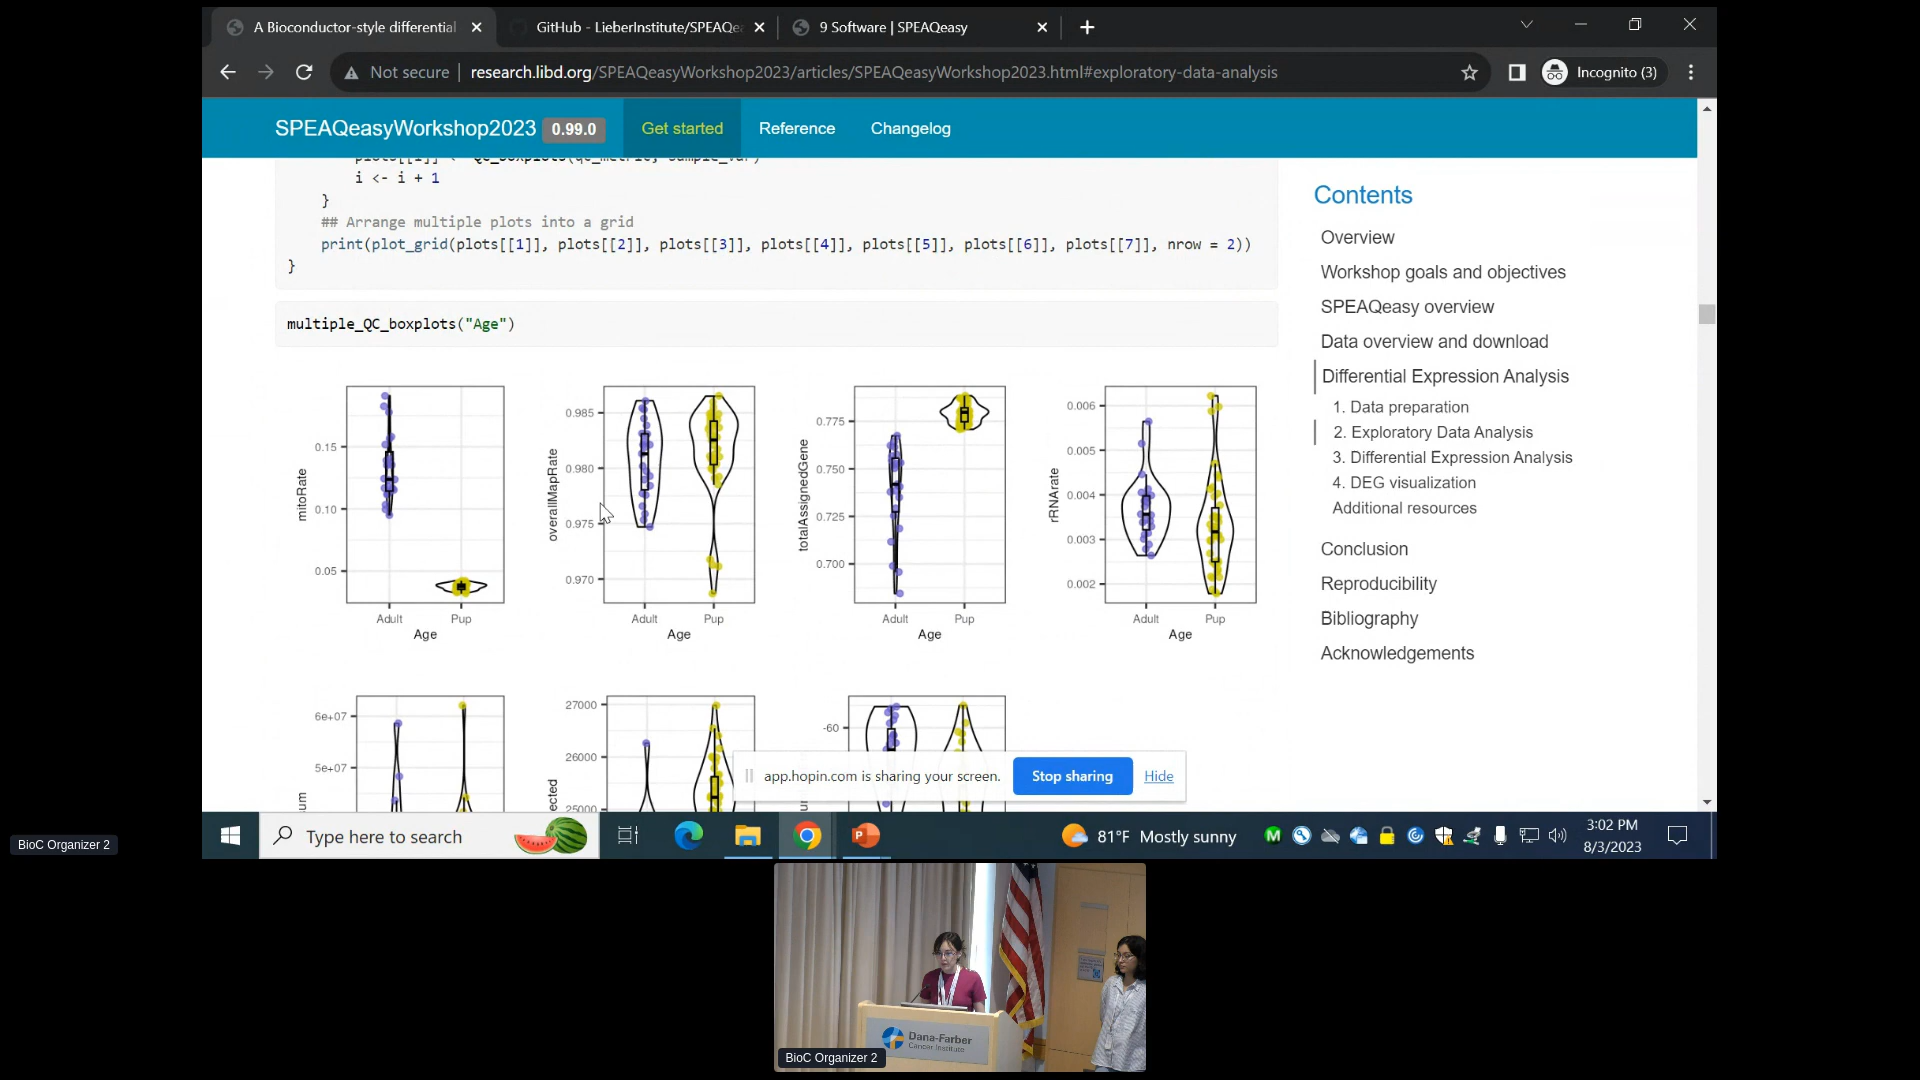 A Bioconductor-style differential
GitHub - LieberInstitute/SPEAQea
9 Software | SPEAQeasy
Not secure
research.libd.org/SPEAQeasyWorkshop2023/articles/SPEAQeasyWorkshop2023.html#exploratory-data-analysis
Incognito (3)
SPEAQeasyWorkshop2023 0.99.0
Get started
Reference
Changelog
plots[[i]] <- QC_boxplots(qc_metric, sample_var)
i <- i + 1
}
## Arrange multiple plots into a grid
print(plot_grid(plots[[1]], plots[[2]], plots[[3]], plots[[4]], plots[[5]], plots[[6]], plots[[7]], nrow = 2))
}
multiple_QC_boxplots("Age")
mitoRate
0.15
0.10
0.05
Adult
Pup
Age
overallMapRate
0.985
0.980
0.975
0.970
Adult
Pup
Age
totalAssignedGene
0.775
0.750
0.725
0.700
Adult
Pup
Age
rRNArate
0.006
0.005
0.004
0.003
0.002
Adult
Pup
Age
6e+07
5e+07
um
27000
26000
25000
ected
-60
Contents
Overview
Workshop goals and objectives
SPEAQeasy overview
Data overview and download
Differential Expression Analysis
1. Data preparation
2. Exploratory Data Analysis
3. Differential Expression Analysis
4. DEG visualization
Additional resources
Conclusion
Reproducibility
Bibliography
Acknowledgements
app.hopin.com is sharing your screen.
Stop sharing
Hide
Type here to search
81°F Mostly sunny
3:02 PM
8/3/2023
BioC Organizer 2
Dana-Farber
Cancer Institute
BioC Organizer 2